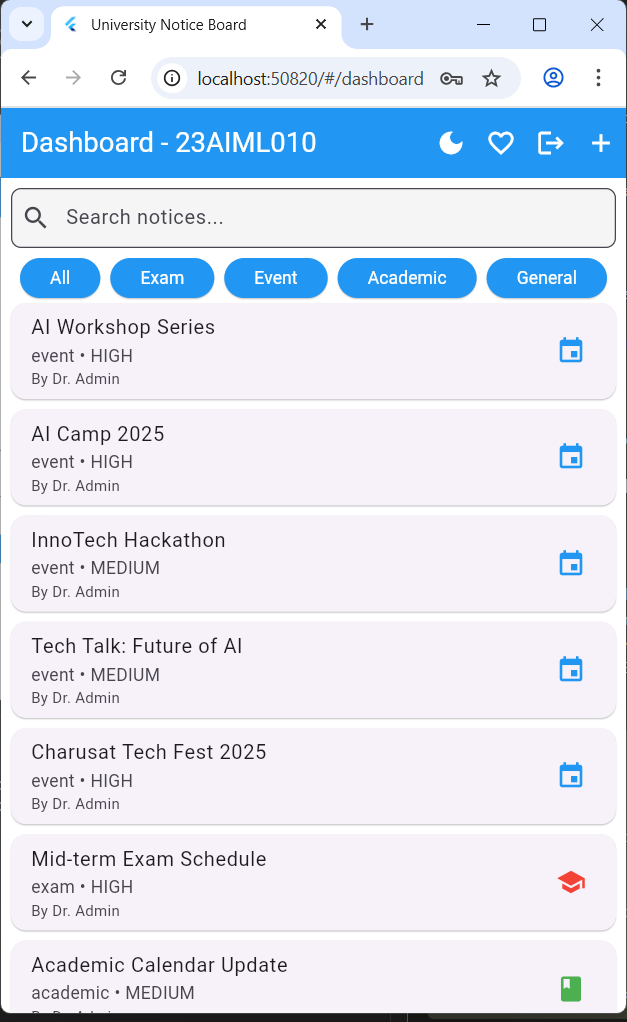 University Notice Board
localhost:50820/#/dashboard
Dashboard - 23AIML010
Search notices...
All Exam Event Academic General
AI Workshop Series
event • HIGH
By Dr. Admin
AI Camp 2025
event • HIGH
By Dr. Admin
InnoTech Hackathon
event • MEDIUM
By Dr. Admin
Tech Talk: Future of AI
event • MEDIUM
By Dr. Admin
Charusat Tech Fest 2025
event • HIGH
By Dr. Admin
Mid-term Exam Schedule
exam • HIGH
By Dr. Admin
Academic Calendar Update
academic • MEDIUM